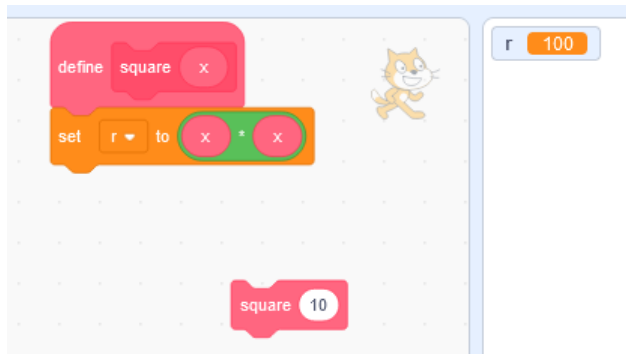 define square x
set r to x * x
square 10
r 100